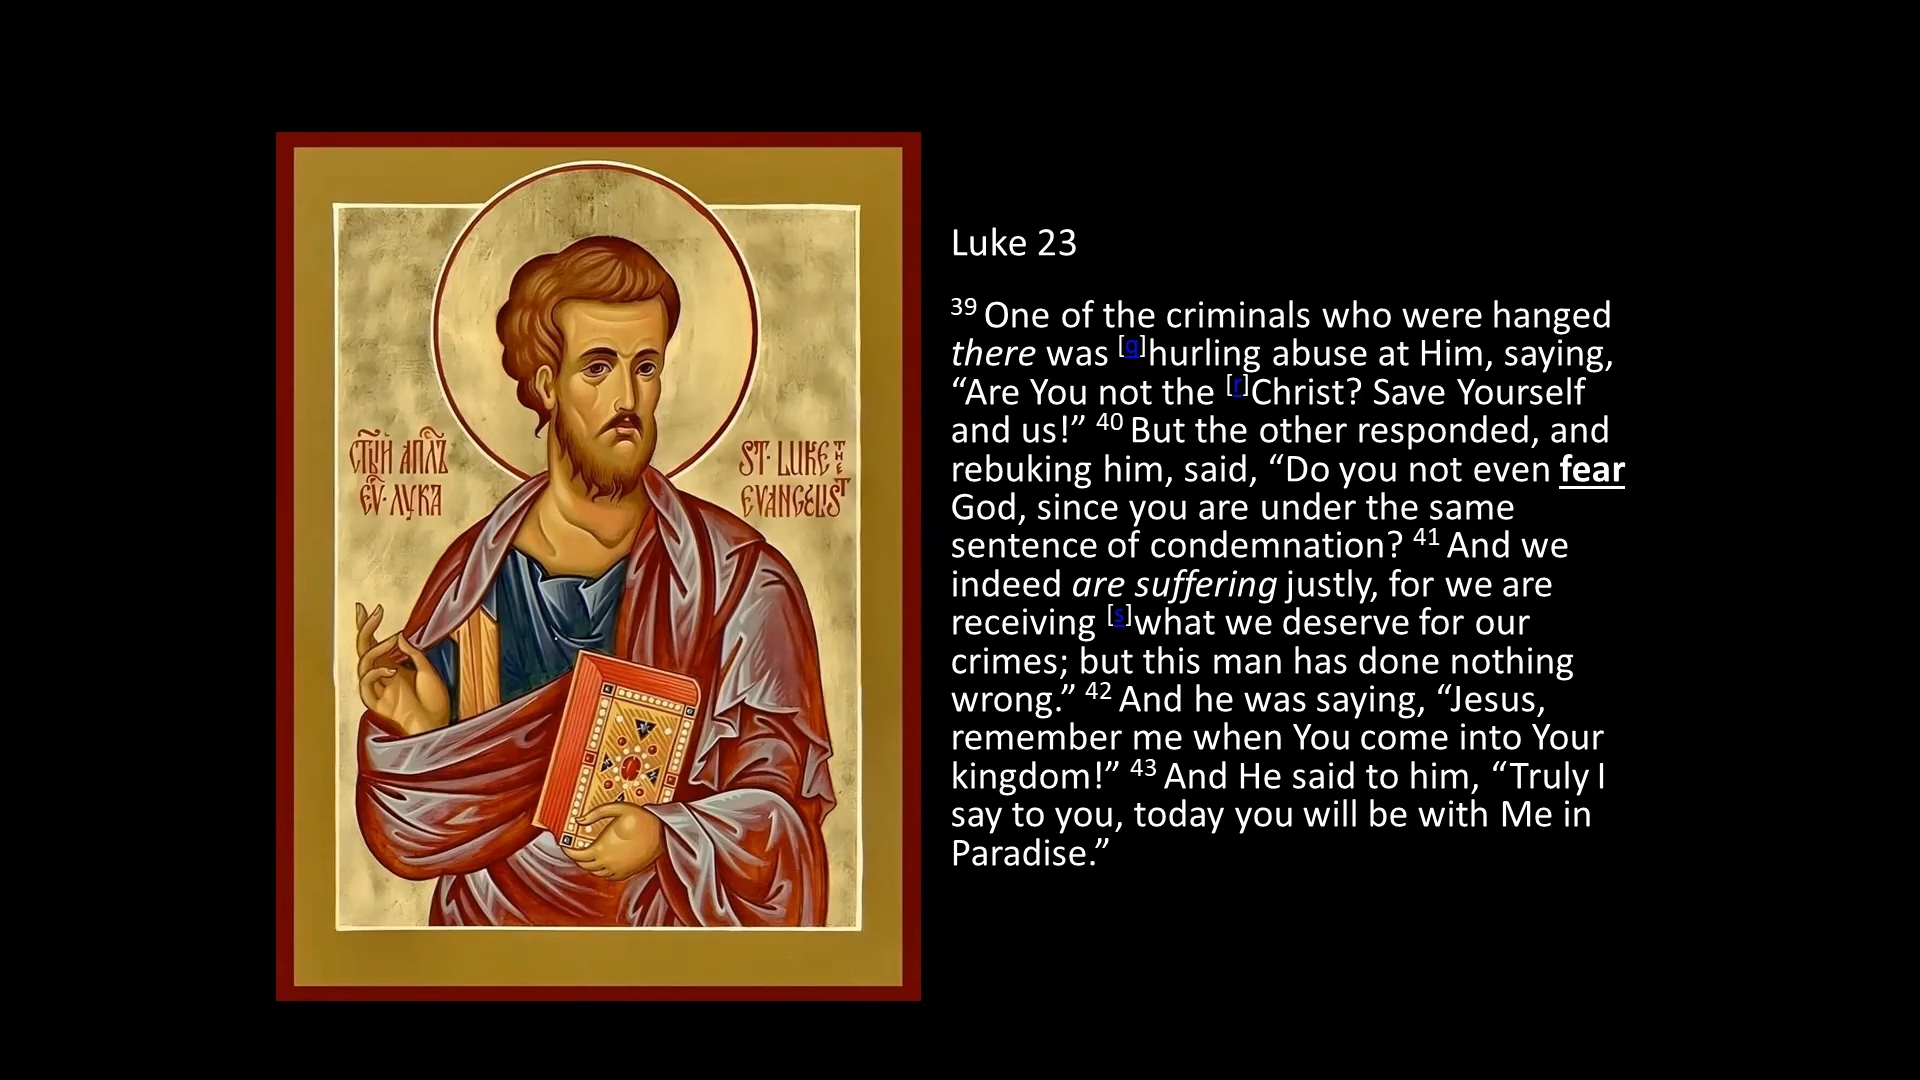 СТЫЙ АПЛЪ
ЕѴ· ЛУКА
ST· LUKE THE
EVANGELIST
Luke 23
39 One of the criminals who were hanged
there was [q]hurling abuse at Him, saying,
“Are You not the [r]Christ? Save Yourself
and us!” 40 But the other responded, and
rebuking him, said, “Do you not even fear
God, since you are under the same
sentence of condemnation? 41 And we
indeed are suffering justly, for we are
receiving [s]what we deserve for our
crimes; but this man has done nothing
wrong.” 42 And he was saying, “Jesus,
remember me when You come into Your
kingdom!” 43 And He said to him, “Truly I
say to you, today you will be with Me in
Paradise.”